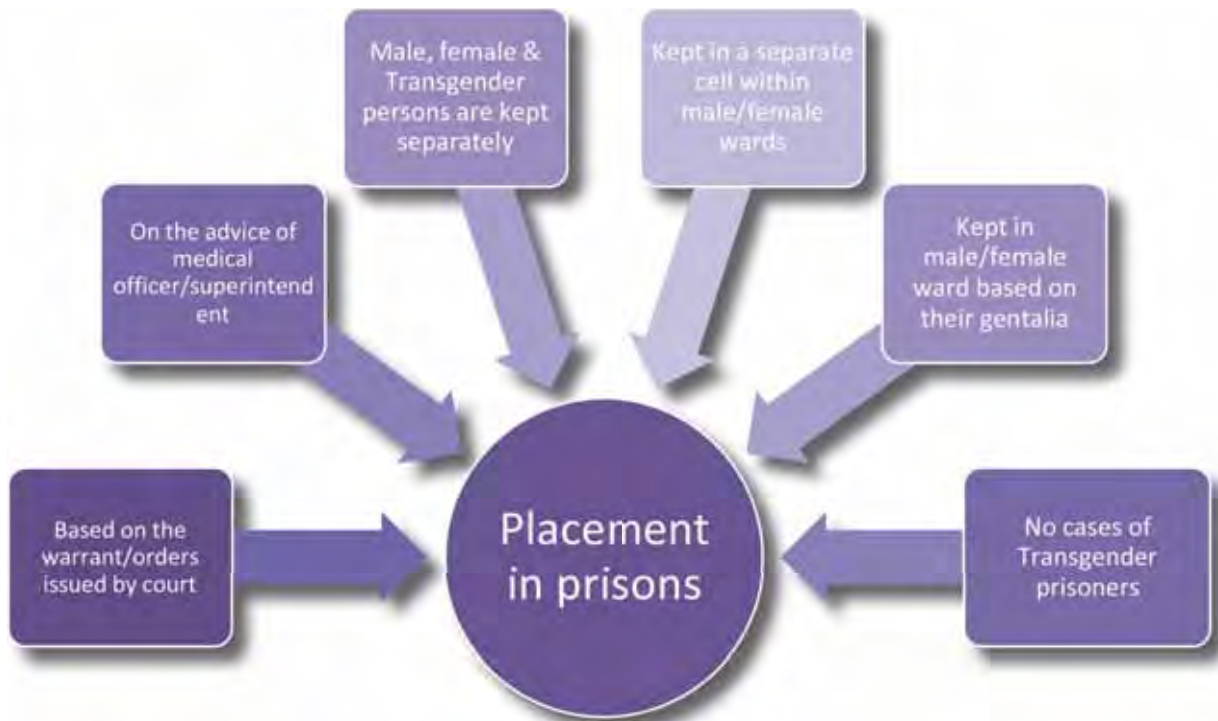 Male, female &
Transgender
persons are kept
separately
Kept in a separate
cell within
male/female
wards
On the advice of
medical
officer/superintend
ent
Kept in
male/female
ward based on
their gentalia
Based on the
warrant/orders
issued by court
Placement
in prisons
No cases of
Transgender
prisoners